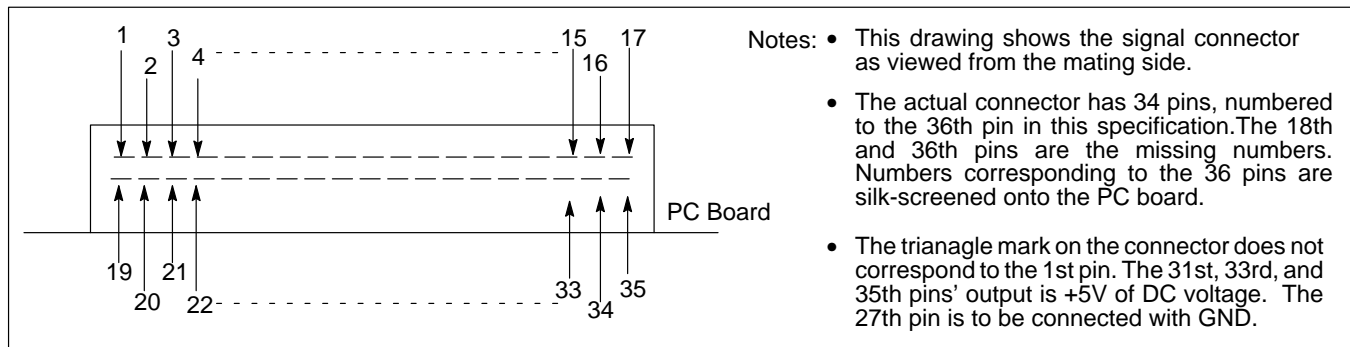 1 3 15 17
2 4 16
Notes: • This drawing shows the signal connector
as viewed from the mating side.
• The actual connector has 34 pins, numbered
to the 36th pin in this specification.The 18th
and 36th pins are the missing numbers.
Numbers corresponding to the 36 pins are
silk-screened onto the PC board.
PC Board
• The trianagle mark on the connector does not
correspond to the 1st pin. The 31st, 33rd, and
35th pins' output is +5V of DC voltage. The
27th pin is to be connected with GND.
19 21 33 35
20 22 34